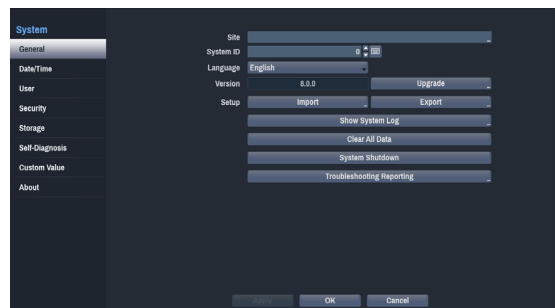 System
General
Date/Time
User
Security
Storage
Self-Diagnosis
Custom Value
About
Site
System ID 0
Language English
Version 8.0.0 Upgrade
Setup Import Export
Show System Log
Clear All Data
System Shutdown
Troubleshooting Reporting
Apply OK Cancel